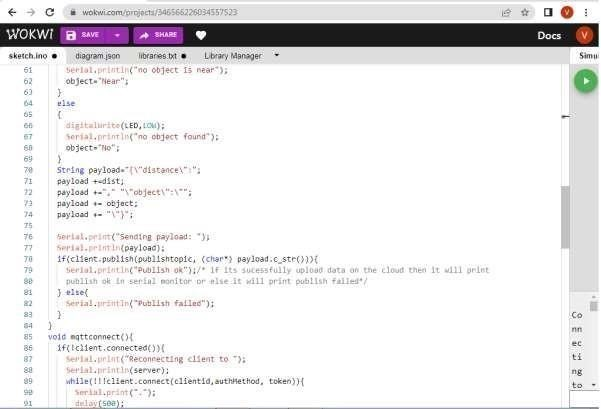 wokwi.com/projects/346566226034557523
V
WOKWi
SAVE
SHARE
Docs
V
sketch.ino
diagram.json
libraries.txt
Library Manager
Simu
61 Serial.println("no object is near");
62 object="Near";
63 }
64 else
65 {
66 digitalWrite(LED,LOW);
67 Serial.println("no object found");
68 object="No";
69 }
70 String payload="{\"distance\":";
71 payload +=dist;
72 payload +="," "\"object\":\"";
73 payload += object;
74 payload += "\"}";
75
76 Serial.print("Sending payload: ");
77 Serial.println(payload);
78 if(client.publish(publishtopic, (char*) payload.c_str())){
79 Serial.println("Publish ok");/* if its sucessfully upload data on the cloud then it will print
80 publish ok in serial monitor or else it will print publish failed*/
81 } else{
82 Serial.println("Publish failed");
83 }
84 }
85 void mqttconnect(){
86 if(!client.connected()){
87 Serial.print("Reconnecting client to ");
88 Serial.println(server);
89 while(!!!client.connect(clientid,authMethod, token)){
90 Serial.print(".");
91 delay(500);
Co
nn
ec
ti
ng
to